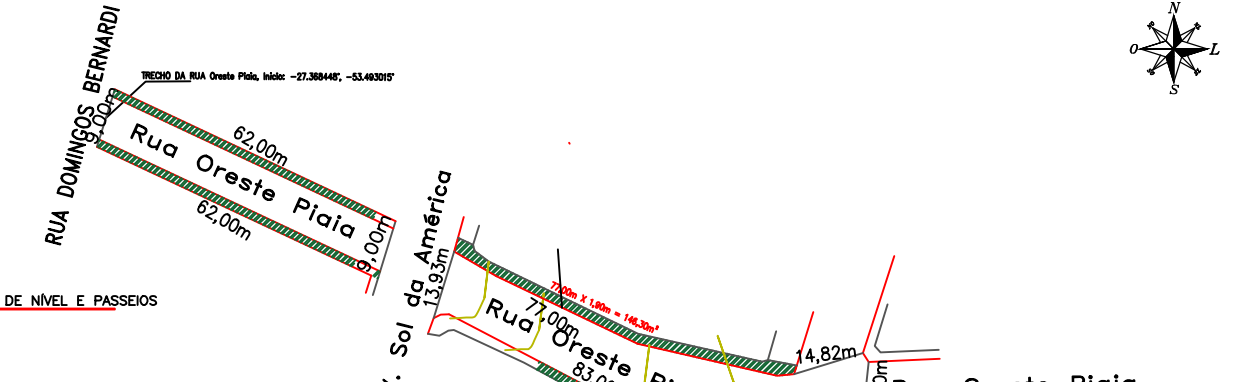 N
O
L
S
RUA DOMINGOS BERNARDI
TRECHO DA RUA Oreste Piaia, Inicio: -27.368448°, -53.493015°
9,00m
62,00m
Rua Oreste Piaia
62,00m
9,00m
Sol da América
13,93m
DE NÍVEL E PASSEIOS
77,00m X 1,90m = 146,30m²
77,00m
Rua Oreste
14,82m